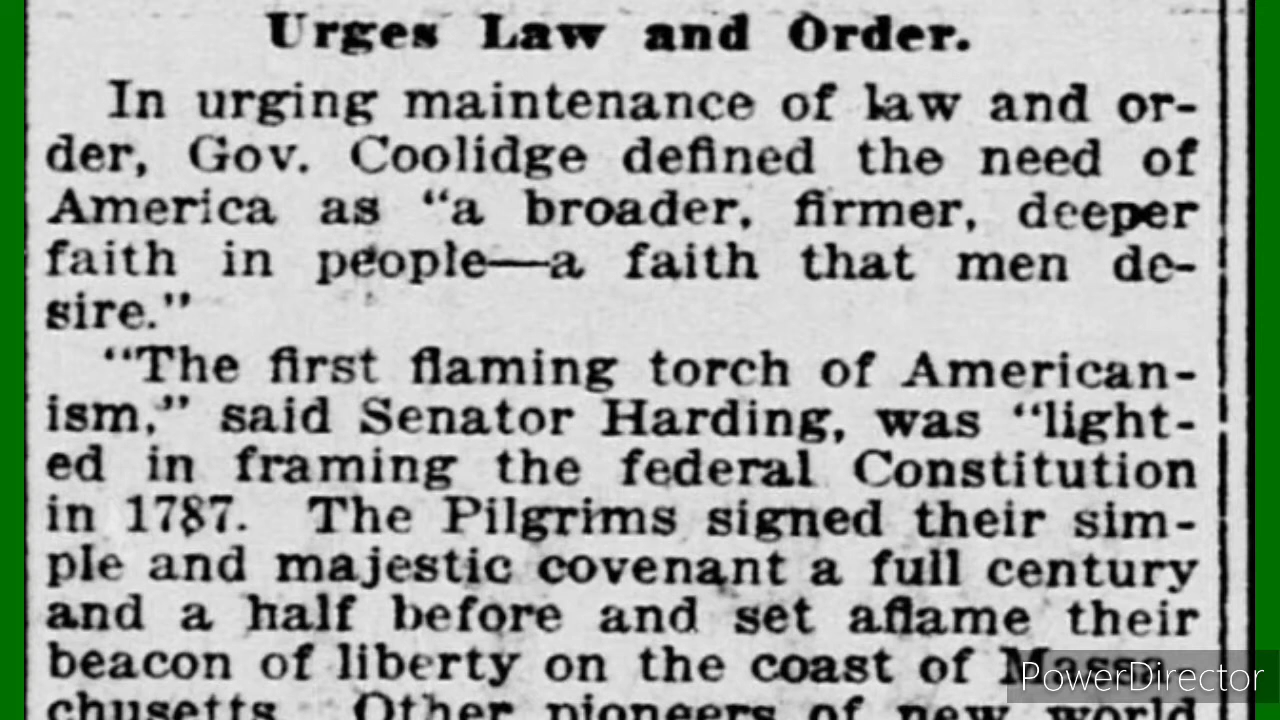 Urges Law and Order.
In urging maintenance of law and or-
der, Gov. Coolidge defined the need of
America as "a broader, firmer, deeper
faith in people—a faith that men de-
sire."
"The first flaming torch of American-
ism," said Senator Harding, was "light-
ed in framing the federal Constitution
in 1787. The Pilgrims signed their sim-
ple and majestic covenant a full century
and a half before and set aflame their
beacon of liberty on the coast of Massa-
chusetts. Other pioneers of new world
PowerDirector